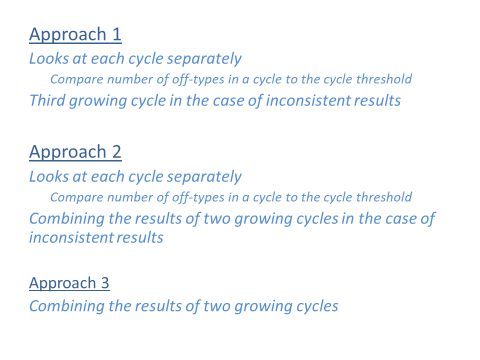 Approach 1
Looks at each cycle separately
Compare number of off-types in a cycle to the cycle threshold
Third growing cycle in the case of inconsistent results
Approach 2
Looks at each cycle separately
Compare number of off-types in a cycle to the cycle threshold
Combining the results of two growing cycles in the case of
inconsistent results
Approach 3
Combining the results of two growing cycles